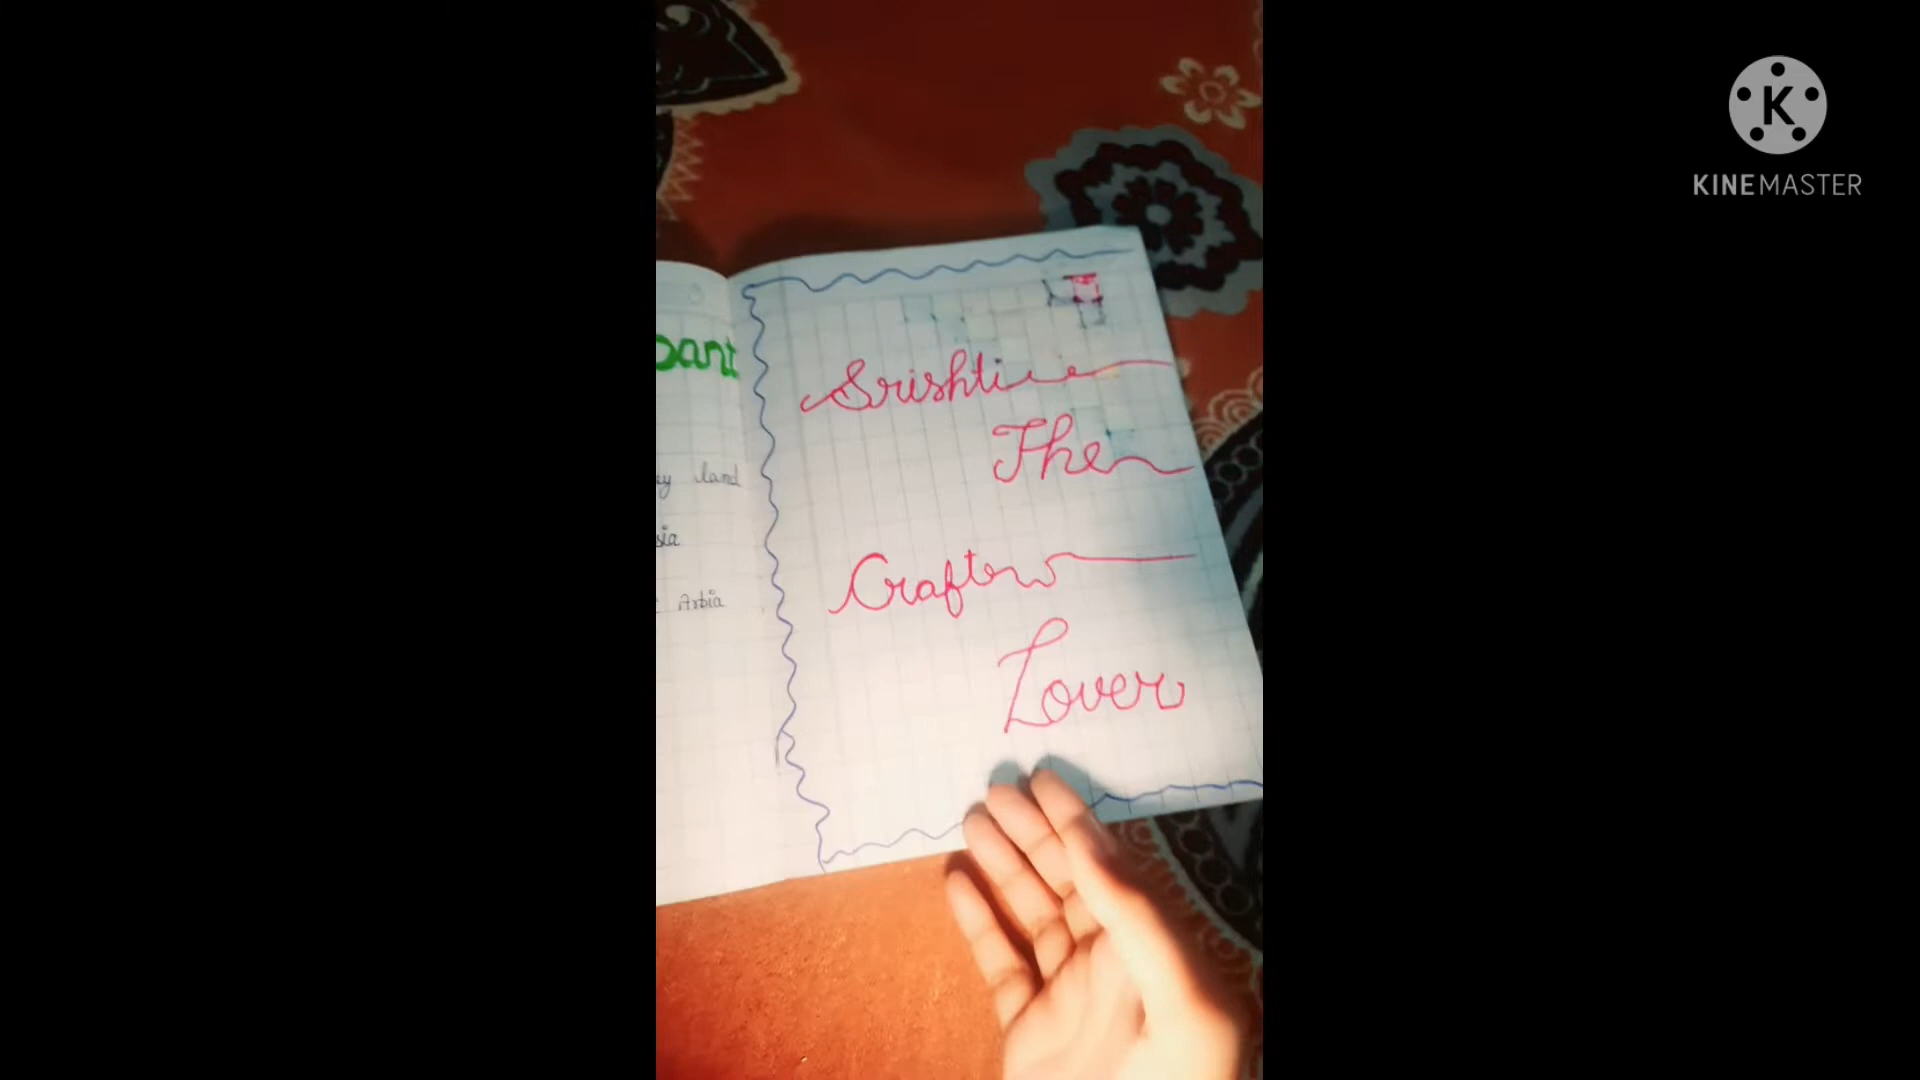 land
Arbia
Srishti
The
Crafter
Lover
KINEMASTER